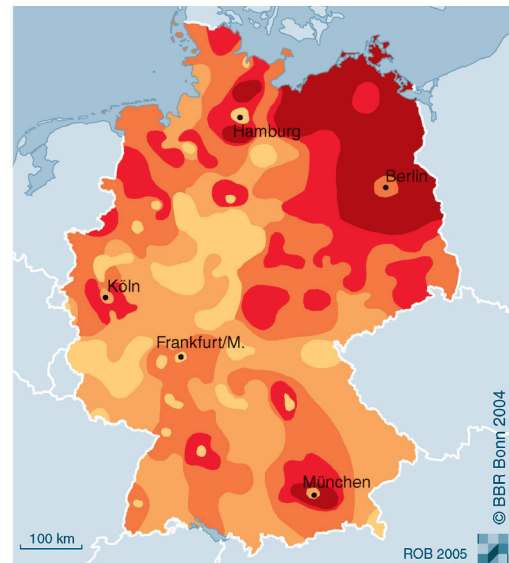 Hamburg
Berlin
Köln
Frankfurt/M.
München
100 km
ROB 2005
© BBR Bonn 2004